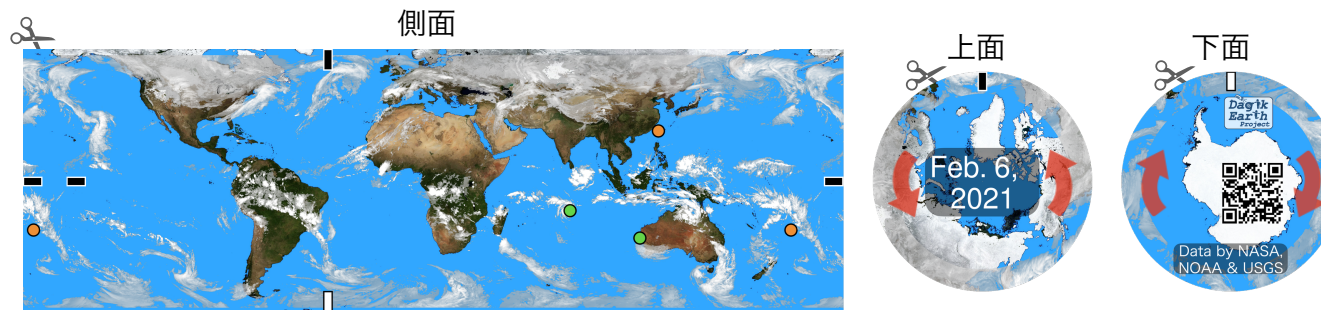 側面
上面
下面
Feb. 6,
2021
Dagik
Earth
Project
Data by NASA,
NOAA & USGS